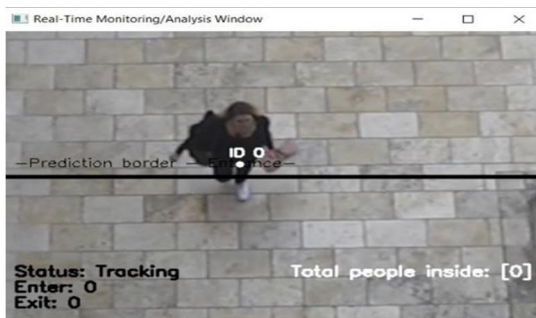 Real-Time Monitoring/Analysis Window
ID 0
-Prediction border - Entrance-
Status: Tracking
Total people inside: [0]
Enter: 0
Exit: 0